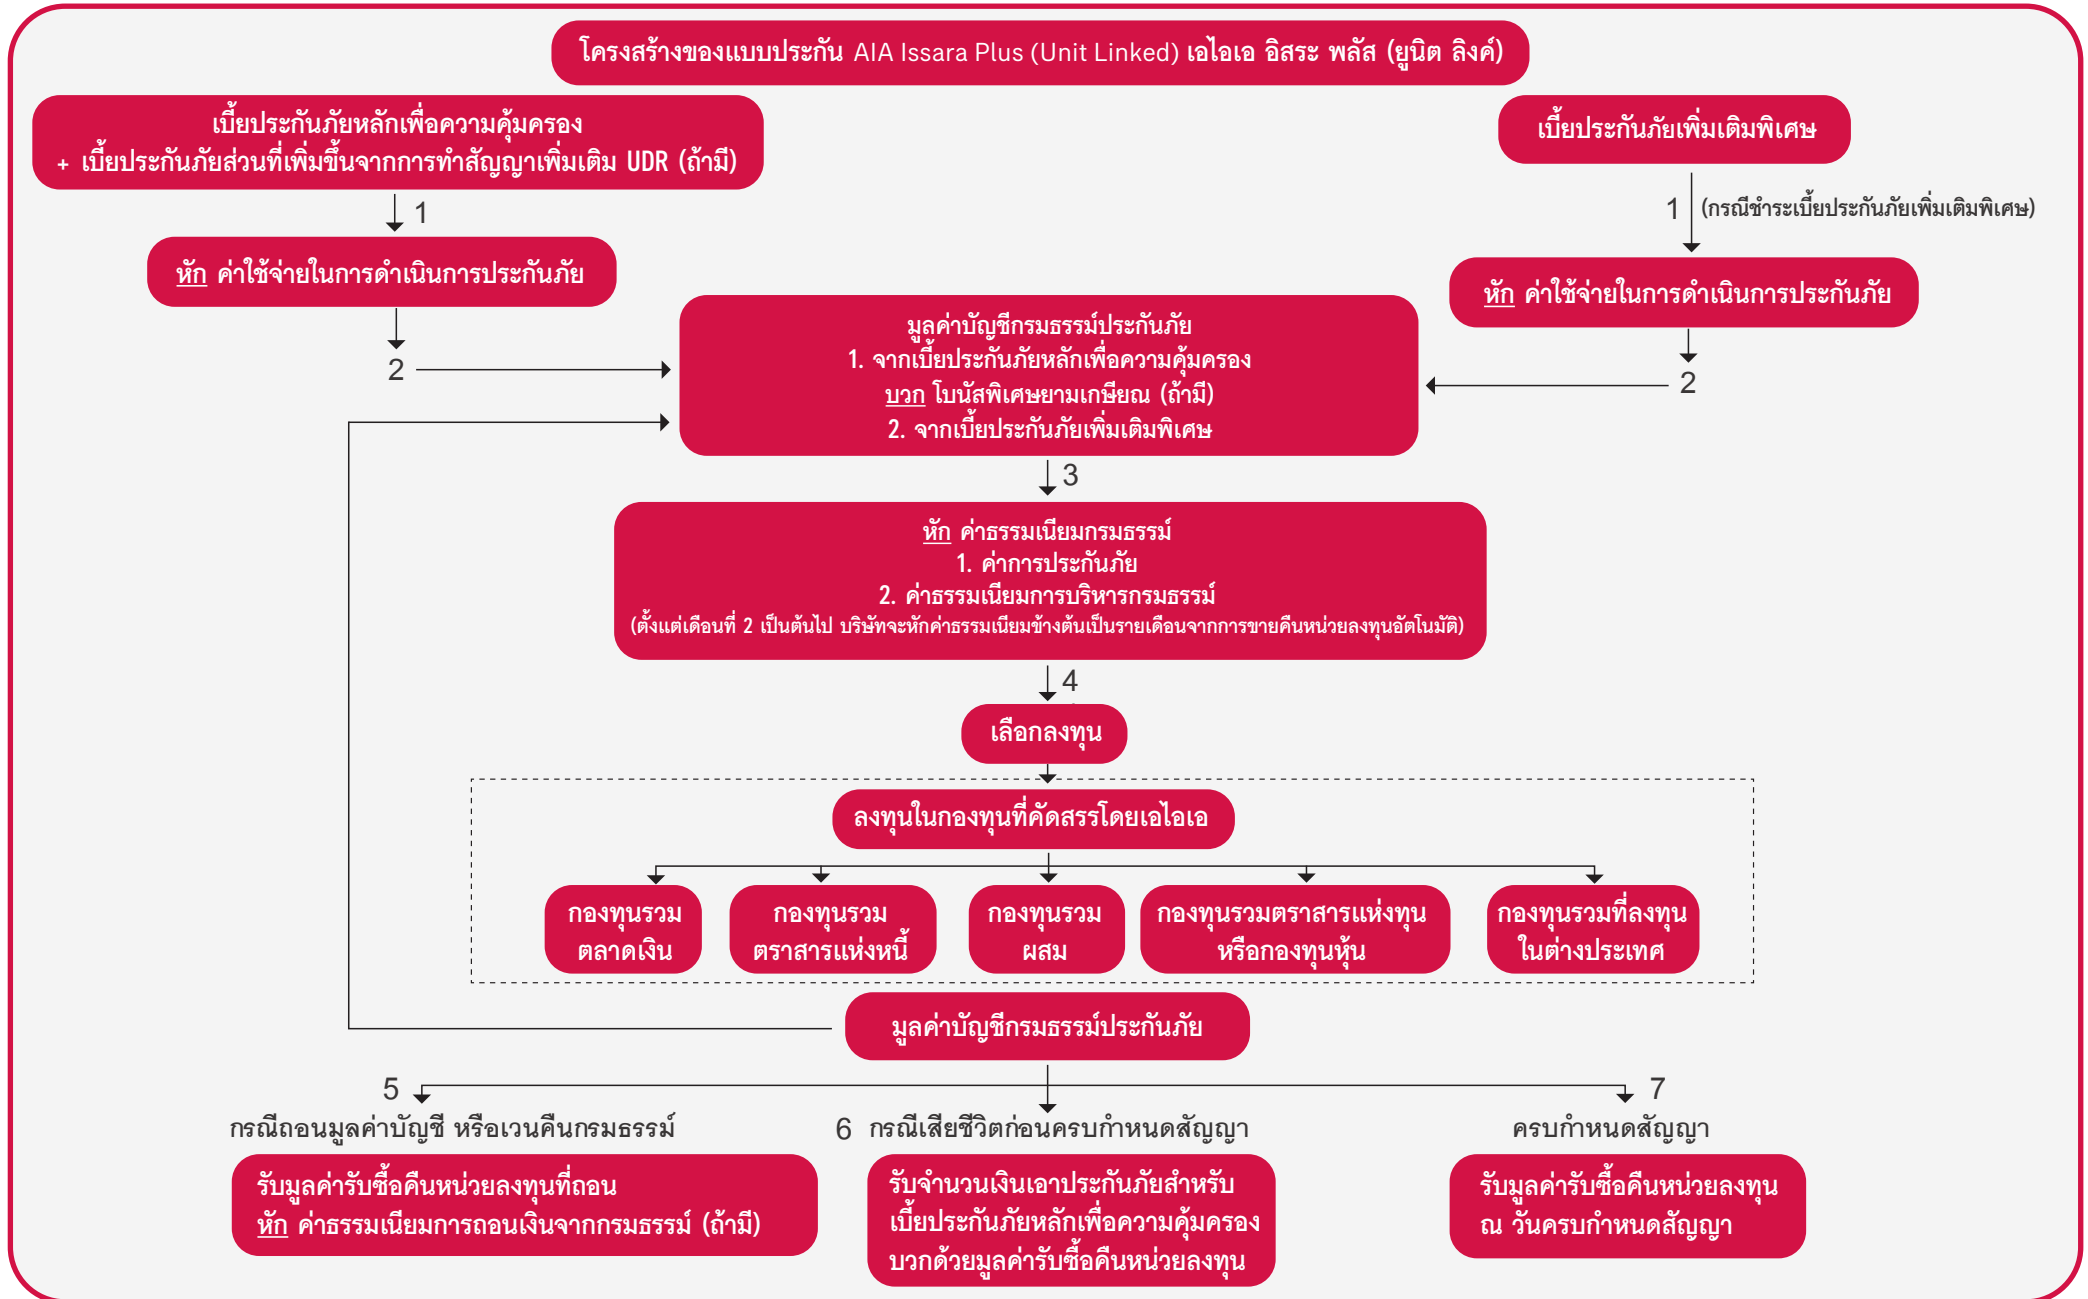 โครงสร้างของแบบประกัน AIA Issara Plus (Unit Linked) เอไอเอ อิสระ พลัส (ยูนิต ลิงค์)
เบี้ยประกันภัยหลักเพื่อความคุ้มครอง
+ เบี้ยประกันภัยส่วนที่เพิ่มขึ้นจากการทำสัญญาเพิ่มเติม UDR (ถ้ามี)
เบี้ยประกันภัยเพิ่มเติมพิเศษ
1
1 (กรณีชำระเบี้ยประกันภัยเพิ่มเติมพิเศษ)
หัก ค่าใช้จ่ายในการดำเนินการประกันภัย
หัก ค่าใช้จ่ายในการดำเนินการประกันภัย
2
2
มูลค่าบัญชีกรมธรรม์ประกันภัย
1. จากเบี้ยประกันภัยหลักเพื่อความคุ้มครอง
บวก โบนัสพิเศษยามเกษียณ (ถ้ามี)
2. จากเบี้ยประกันภัยเพิ่มเติมพิเศษ
3
หัก ค่าธรรมเนียมกรมธรรม์
1. ค่าการประกันภัย
2. ค่าธรรมเนียมการบริหารกรมธรรม์
(ตั้งแต่เดือนที่ 2 เป็นต้นไป บริษัทจะหักค่าธรรมเนียมข้างต้นเป็นรายเดือนจากการขายคืนหน่วยลงทุนอัตโนมัติ)
4
เลือกลงทุน
ลงทุนในกองทุนที่คัดสรรโดยเอไอเอ
กองทุนรวม
ตลาดเงิน
กองทุนรวม
ตราสารแห่งหนี้
กองทุนรวม
ผสม
กองทุนรวมตราสารแห่งทุน
หรือกองทุนหุ้น
กองทุนรวมที่ลงทุน
ในต่างประเทศ
มูลค่าบัญชีกรมธรรม์ประกันภัย
5
กรณีถอนมูลค่าบัญชี หรือเวนคืนกรมธรรม์
รับมูลค่ารับซื้อคืนหน่วยลงทุนที่ถอน
หัก ค่าธรรมเนียมการถอนเงินจากกรมธรรม์ (ถ้ามี)
6 กรณีเสียชีวิตก่อนครบกำหนดสัญญา
รับจำนวนเงินเอาประกันภัยสำหรับ
เบี้ยประกันภัยหลักเพื่อความคุ้มครอง
บวกด้วยมูลค่ารับซื้อคืนหน่วยลงทุน
7
ครบกำหนดสัญญา
รับมูลค่ารับซื้อคืนหน่วยลงทุน
ณ วันครบกำหนดสัญญา